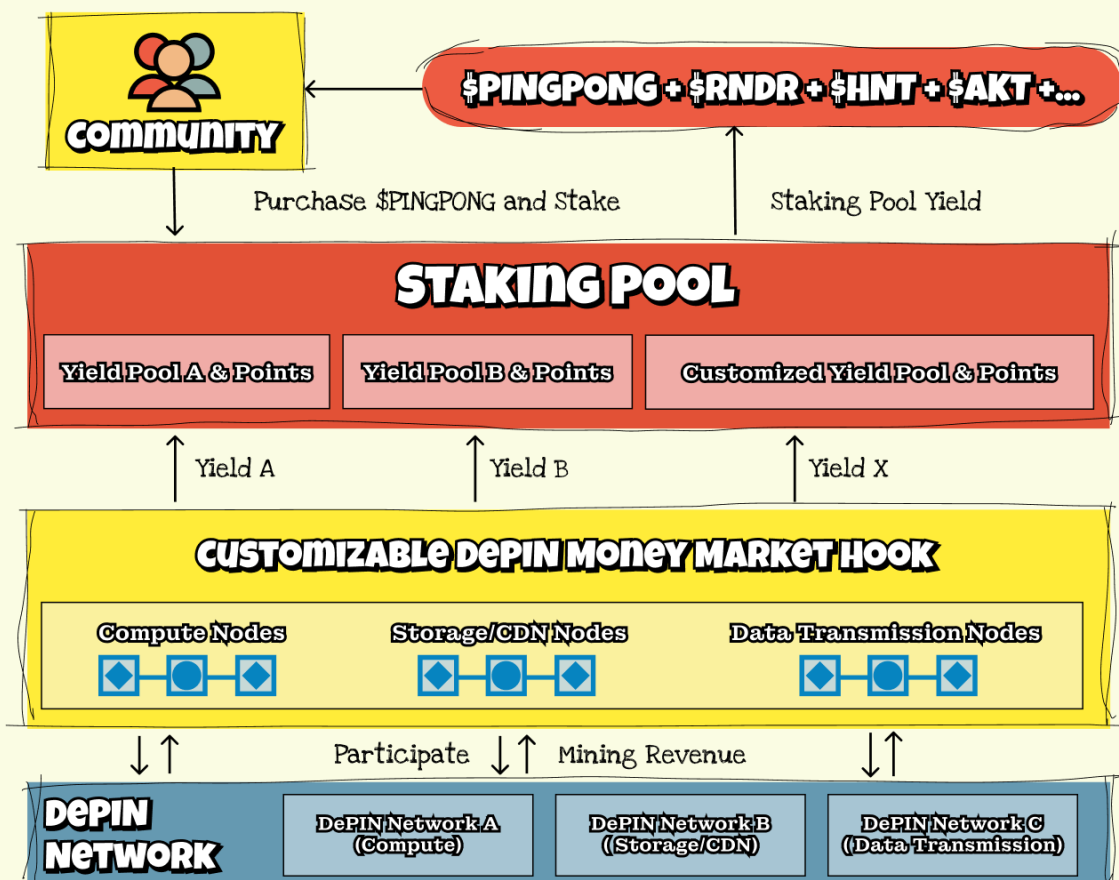 $PINGPONG + $RNDR + $HNT + $AKT +...
COMMUNITY
Purchase $PINGPONG and Stake
Staking Pool Yield
STAKING POOL
Yield Pool A & Points
Yield Pool B & Points
Customized Yield Pool & Points
Yield A
Yield B
Yield X
CUSTOMIZABLE DePIN MONEY MARKET HOOK
Compute Nodes
Storage/CDN Nodes
Data Transmission Nodes
Participate
Mining Revenue
DePIN
NETWORK
DePIN Network A
(Compute)
DePIN Network B
(Storage/CDN)
DePIN Network C
(Data Transmission)